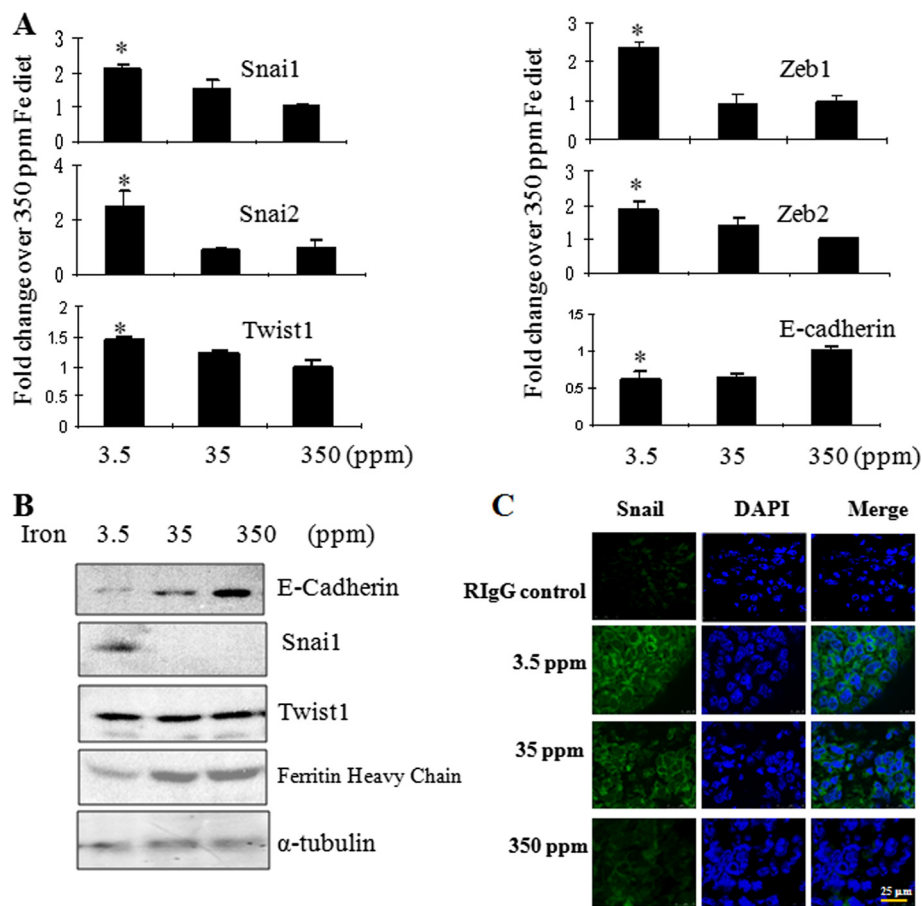 A
Fold change over 350 ppm Fe diet
3
2
1
0
*
Snai1
4
2
0
*
Snai2
2
1.5
1
0.5
0
*
Twist1
3.5 35 350 (ppm)
Fold change over 350 ppm Fe diet
3
2
1
0
*
Zeb1
3
2
1
0
*
Zeb2
15
1
0.5
0
*
E-cadherin
3.5 35 350 (ppm)
B
Iron 3.5 35 350 (ppm)
E-Cadherin
Snai1
Twist1
Ferritin Heavy Chain
α-tubulin
C
Snail DAPI Merge
RIgG control
3.5 ppm
35 ppm
350 ppm
25 µm